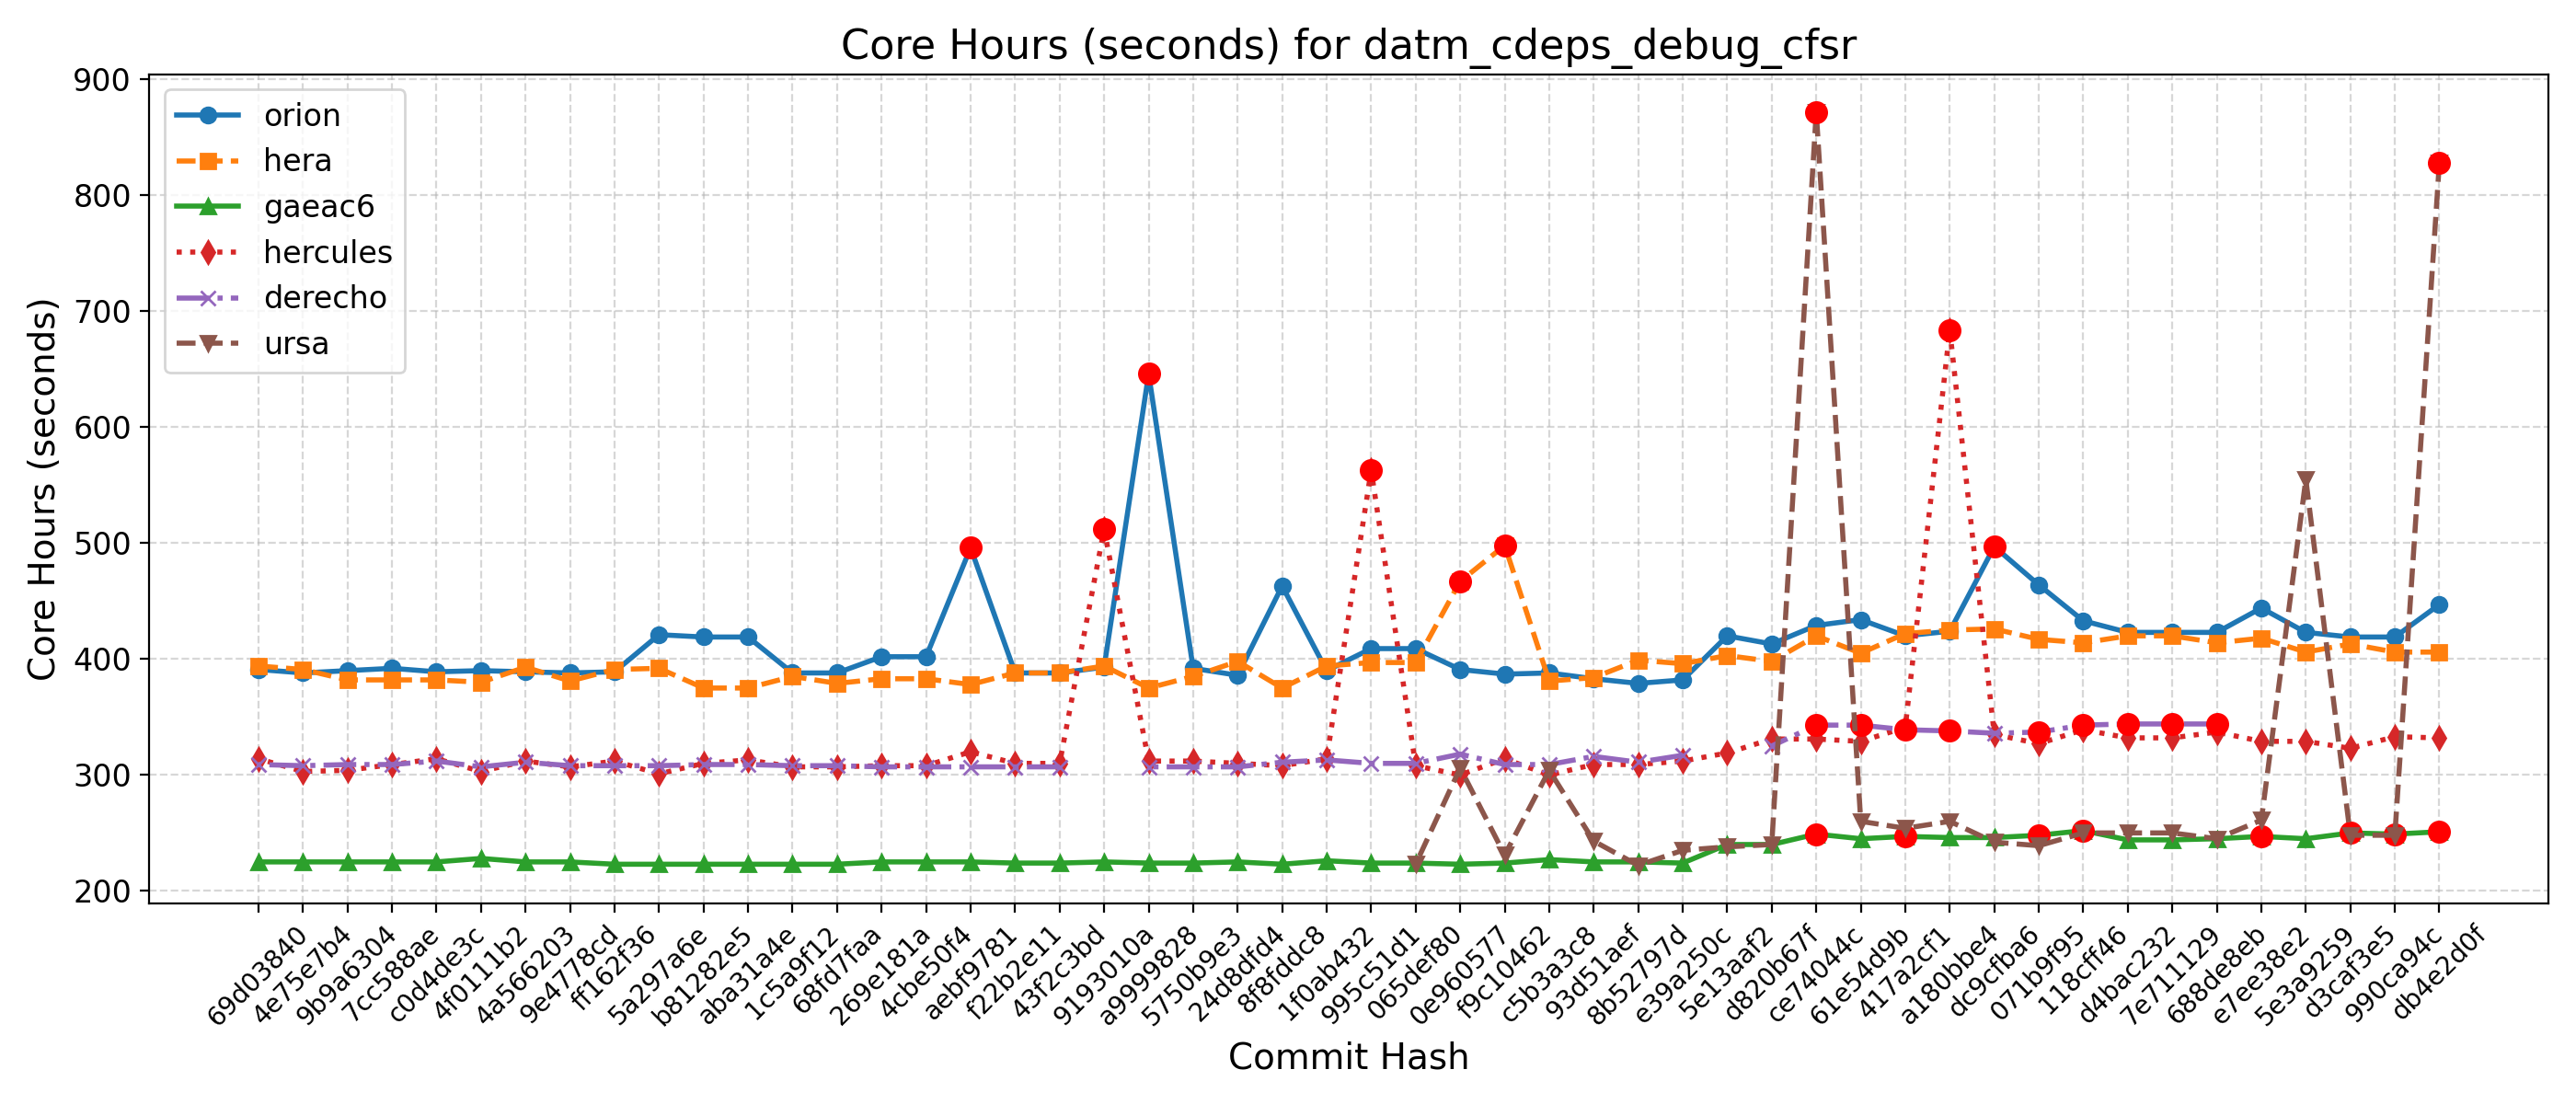 Core Hours (seconds) for datm_cdeps_debug_cfsr
Core Hours (seconds)
900
800
700
600
500
400
300
200
orion
hera
gaeac6
hercules
derecho
ursa
69d03840
4e75e7b4
9b9a6304
7cc588ae
c0d4de3c
4f0111b2
4a566203
9e4778cd
ff162f36
5a297a6e
b81282e5
aba31a4e
1c5a9f12
68fd7faa
269e181a
4cbe50f4
aebf9781
f22b2e11
43f2c3bd
9193010a
a9999828
5750b9e3
24d8dfd4
8f8fddc8
1f0ab432
995c51d1
065def80
0e960577
f9c10462
c5b3a3c8
93d51aef
8b52797d
e39a250c
5e13aaf2
d820b67f
ce74044c
61e54d9b
417a2cf1
a180bbe4
dc9cfba6
071b9f95
118cff46
d4bac232
7e711129
688de8eb
e7ee38e2
5e3a9259
d3caf3e5
990ca94c
db4e2d0f
Commit Hash